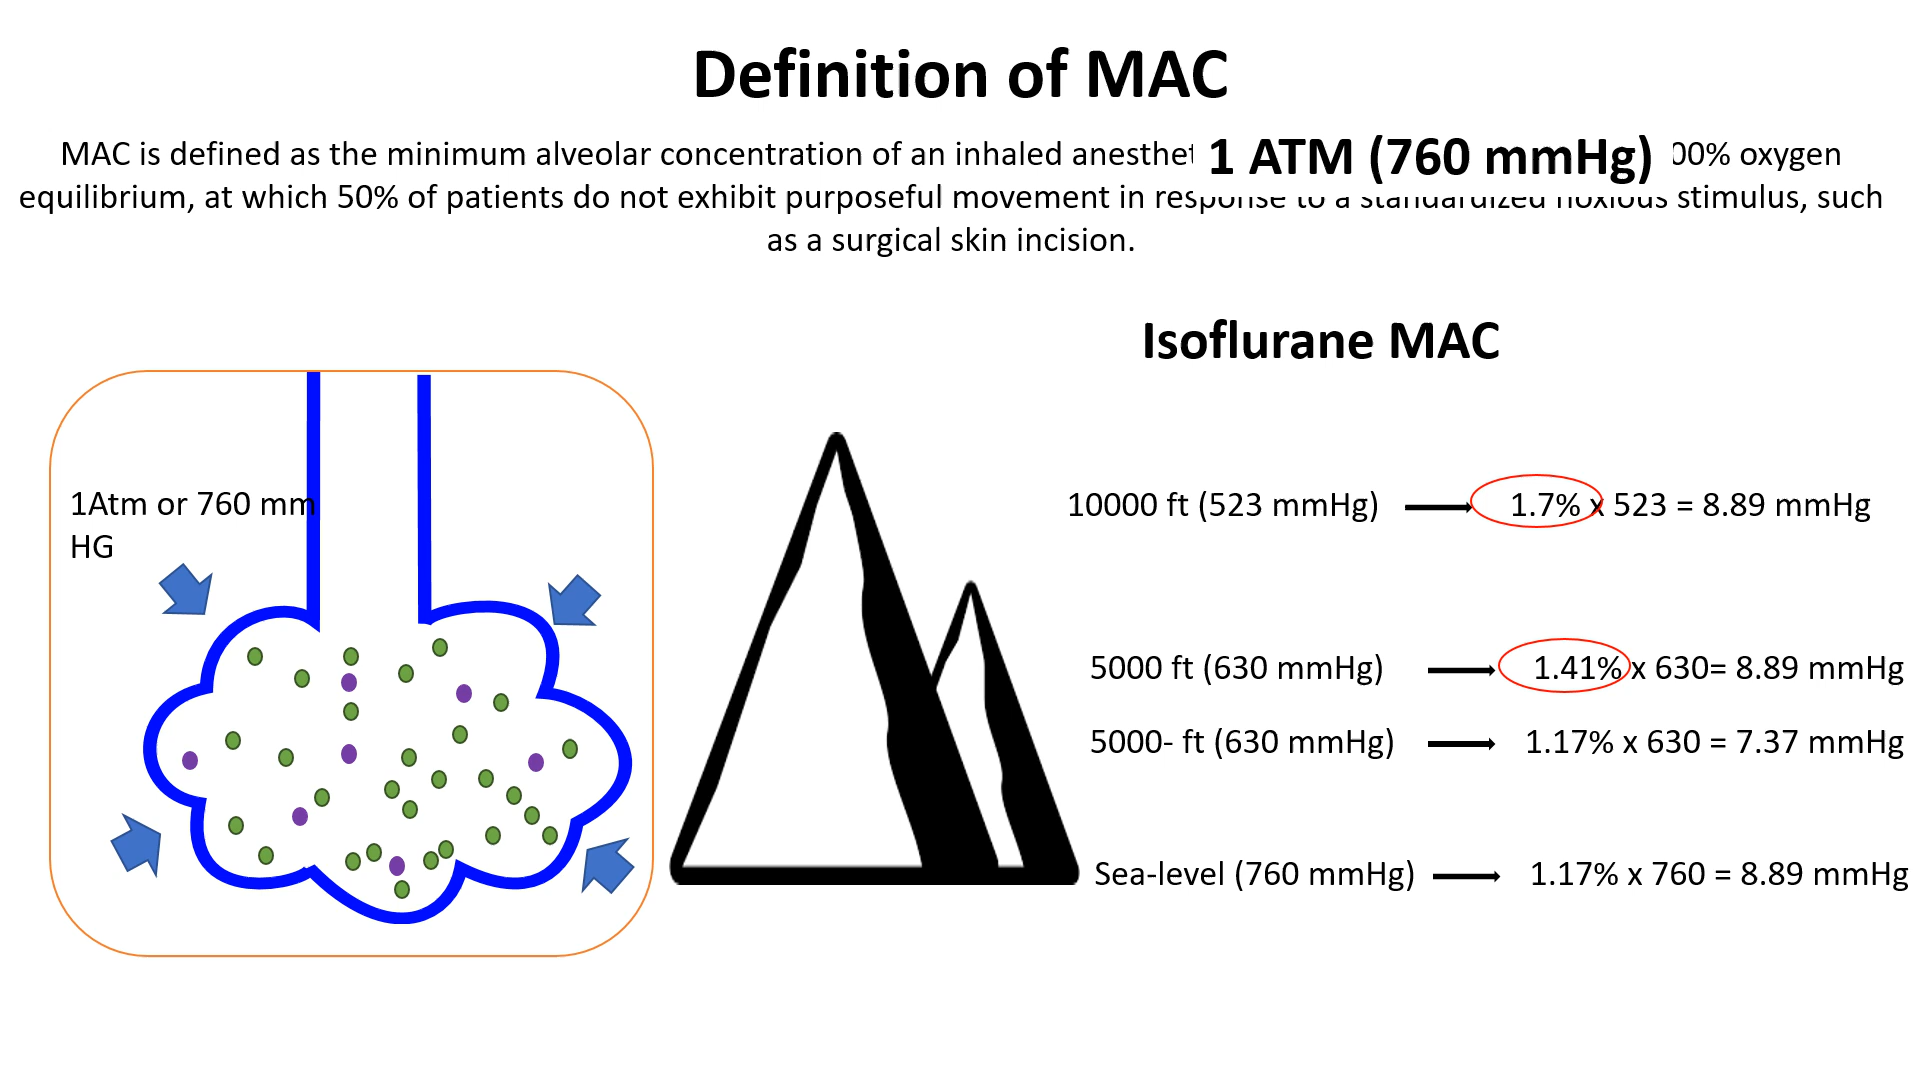 Definition of MAC
MAC is defined as the minimum alveolar concentration of an inhaled 1 ATM (760 mmHg) oxygen
equilibrium, at which 50% of patients do not exhibit purposeful movement in response to a standardized noxious stimulus, such
as a surgical skin incision.
Isoflurane MAC
1Atm or 760 mm
HG
10000 ft (523 mmHg) 1.7% x 523 = 8.89 mmHg
5000 ft (630 mmHg) 1.41% x 630= 8.89 mmHg
5000- ft (630 mmHg) 1.17% x 630 = 7.37 mmHg
Sea-level (760 mmHg) 1.17% x 760 = 8.89 mmHg